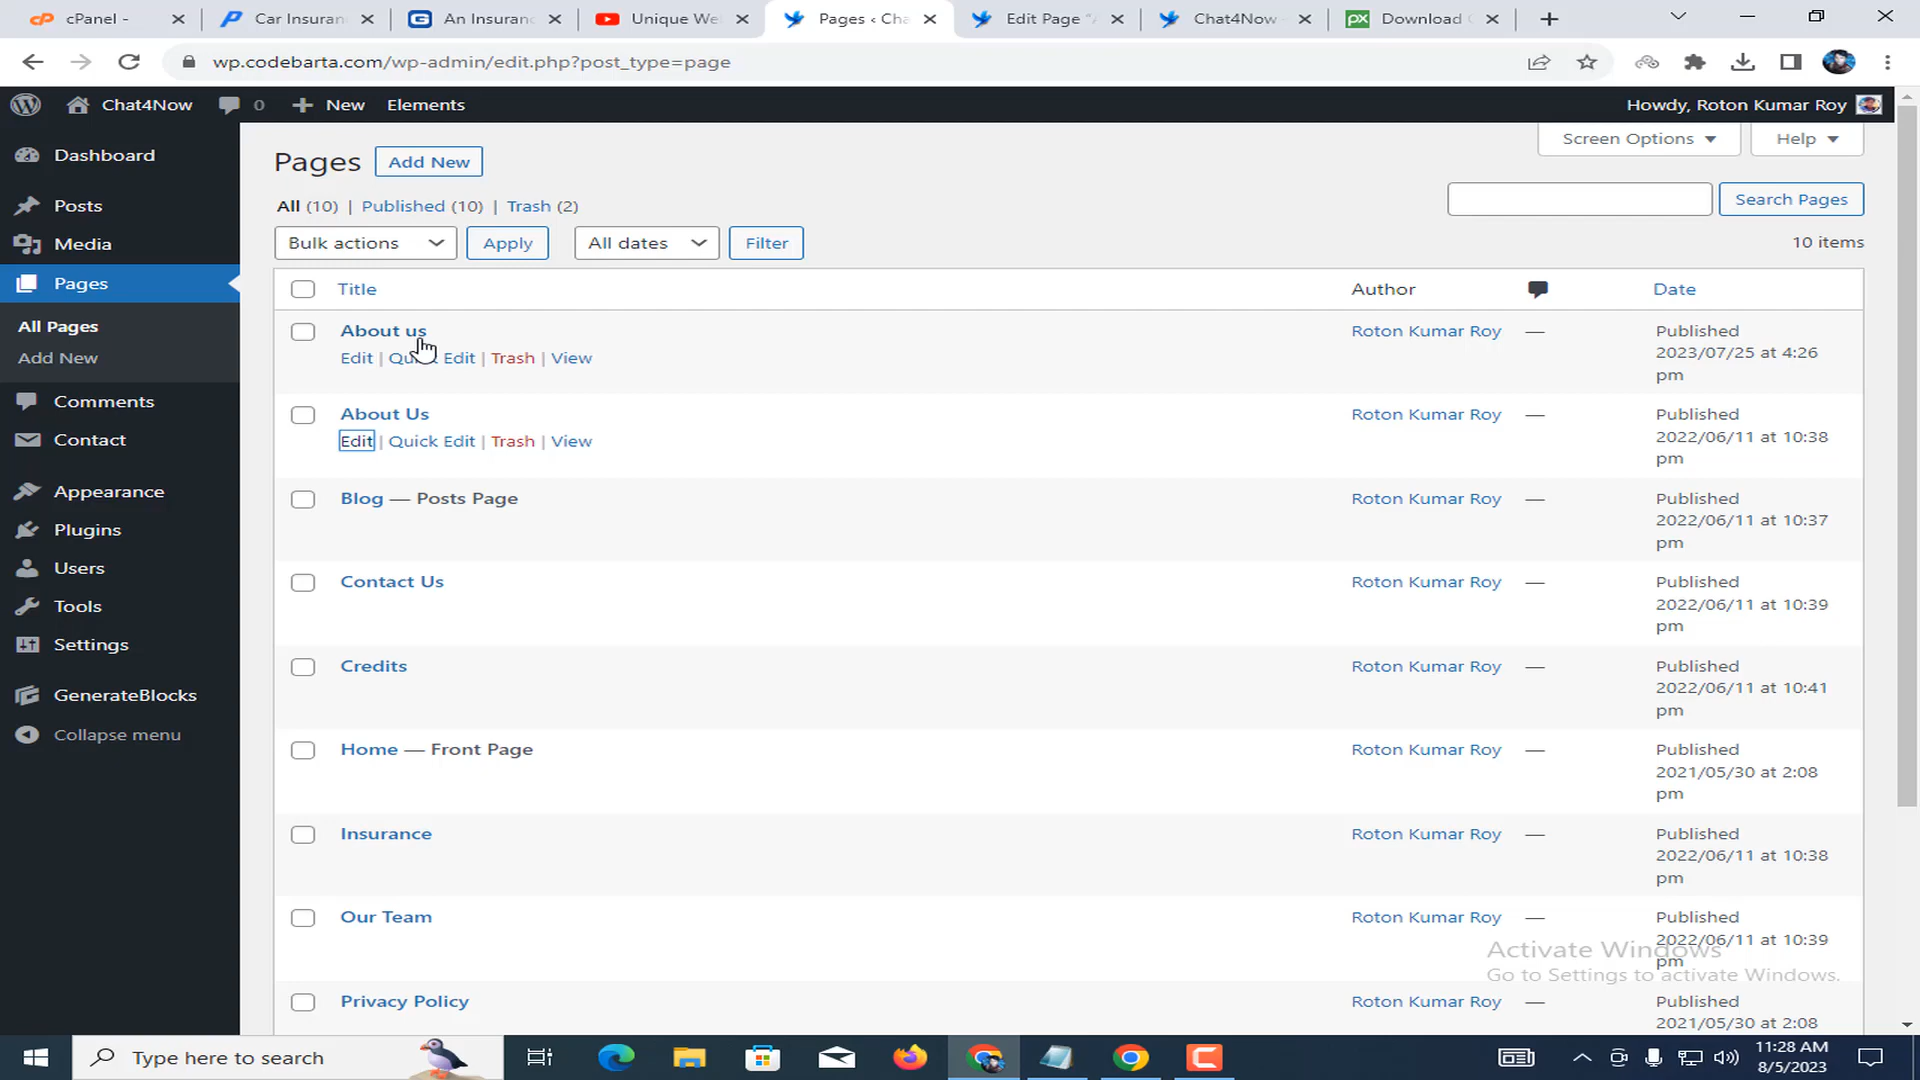 cPanel -
Car Insuran
An Insuran
Unique We
Pages ‹ Cha
Edit Page "
Chat4Now
Download
wp.codebarta.com/wp-admin/edit.php?post_type=page
Chat4Now 0 New Elements
Howdy, Roton Kumar Roy
Screen Options Help
Dashboard
Posts
Media
Pages
All Pages
Add New
Comments
Contact
Appearance
Plugins
Users
Tools
Settings
GenerateBlocks
Collapse menu
Pages Add New
All (10) | Published (10) | Trash (2)
Search Pages
Bulk actions Apply All dates Filter
10 items
Title Author Date
About us Roton Kumar Roy — Published
2023/07/25 at 4:26
pm
Edit | Quick Edit | Trash | View
About Us Roton Kumar Roy — Published
2022/06/11 at 10:38
pm
Edit | Quick Edit | Trash | View
Blog — Posts Page Roton Kumar Roy — Published
2022/06/11 at 10:37
pm
Contact Us Roton Kumar Roy — Published
2022/06/11 at 10:39
pm
Credits Roton Kumar Roy — Published
2022/06/11 at 10:41
pm
Home — Front Page Roton Kumar Roy — Published
2021/05/30 at 2:08
pm
Insurance Roton Kumar Roy — Published
2022/06/11 at 10:38
pm
Our Team Roton Kumar Roy — Published
2022/06/11 at 10:39
pm
Privacy Policy Roton Kumar Roy — Published
2021/05/30 at 2:08
Activate Windows
Go to Settings to activate Windows.
Type here to search
11:28 AM
8/5/2023